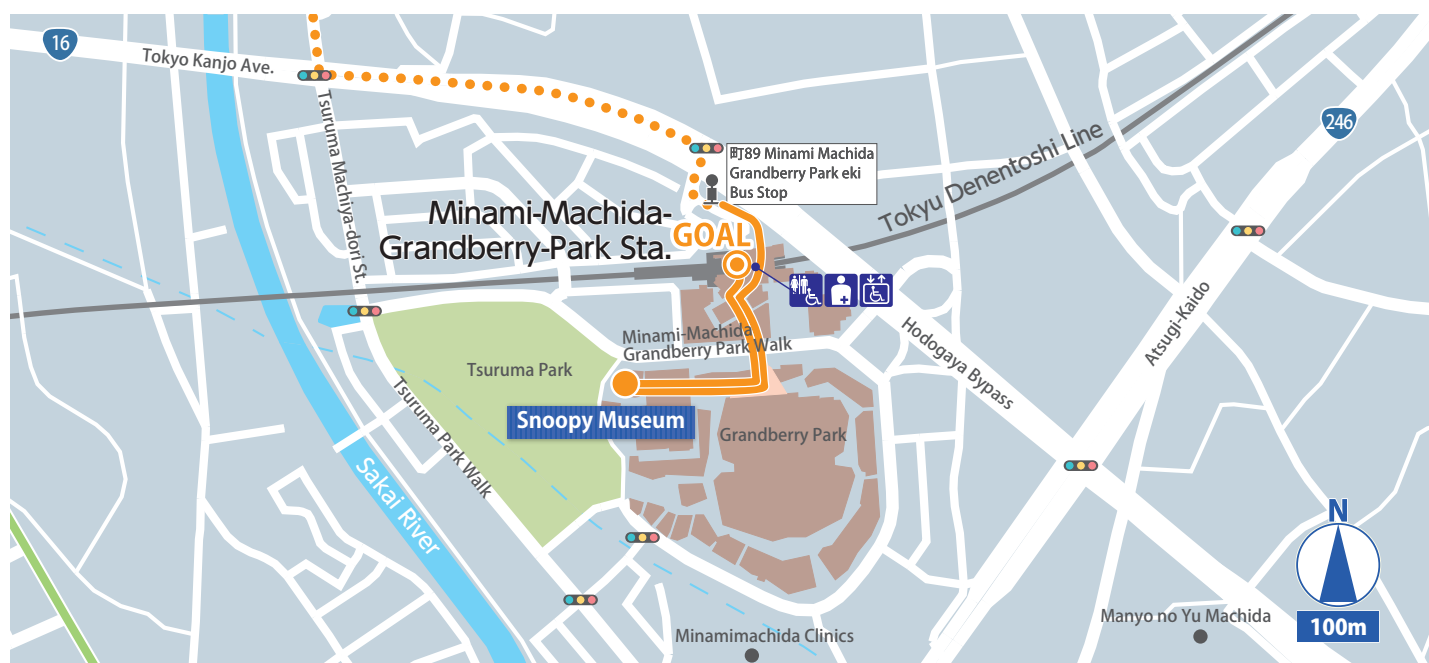 16
Tokyo Kanjo Ave.
Tsuruma Machiya-dori St.
町89 Minami Machida
Grandberry Park eki
Bus Stop
246
Tokyu Denentoshi Line
Minami-Machida-
Grandberry-Park Sta.
GOAL
Atsugi-Kaido
Hodogaya Bypass
Minami-Machida
Grandberry Park Walk
Tsuruma Park
Tsuruma Park Walk
Snoopy Museum
Grandberry Park
Sakai River
N
100m
Manyo no Yu Machida
Minamimachida Clinics